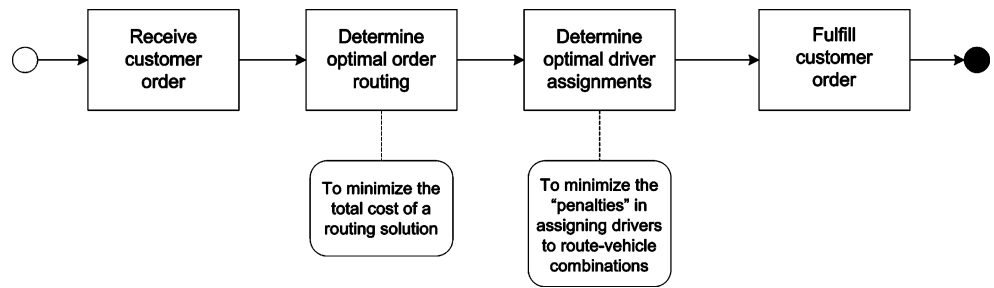 Receive
customer
order
Determine
optimal order
routing
Determine
optimal driver
assignments
Fulfill
customer
order
To minimize the
total cost of a
routing solution
To minimize the
“penalties” in
assigning drivers
to route-vehicle
combinations